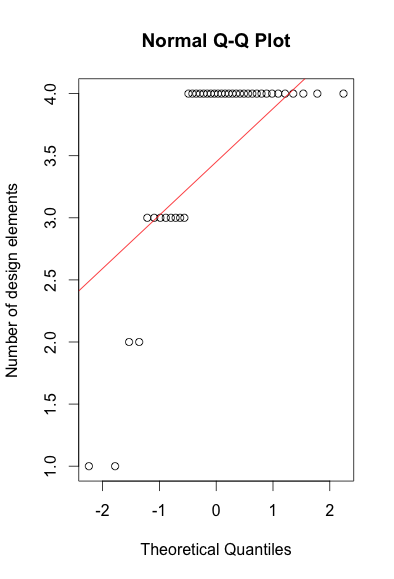 Normal Q-Q Plot
Number of design elements
4.0
3.5
3.0
2.5
2.0
1.5
1.0
-2 -1 0 1 2
Theoretical Quantiles